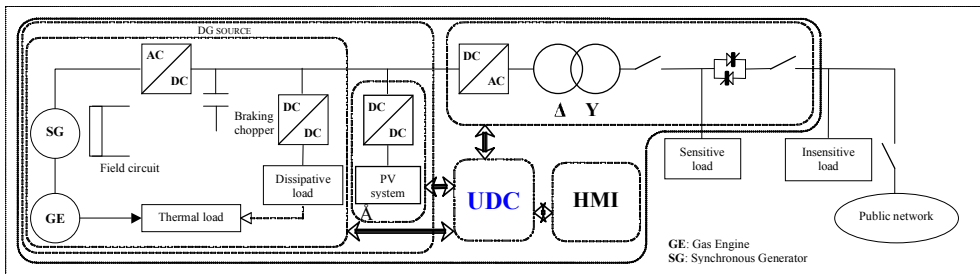 DG SOURCE
AC
DC
DC
AC
DC
DC
DC
DC
Braking
chopper
Δ Y
SG
Field circuit
Dissipative
load
PV
system
Å
UDC
HMI
Sensitive
load
Insensitive
load
GE
Thermal load
Public network
GE: Gas Engine
SG: Synchronous Generator